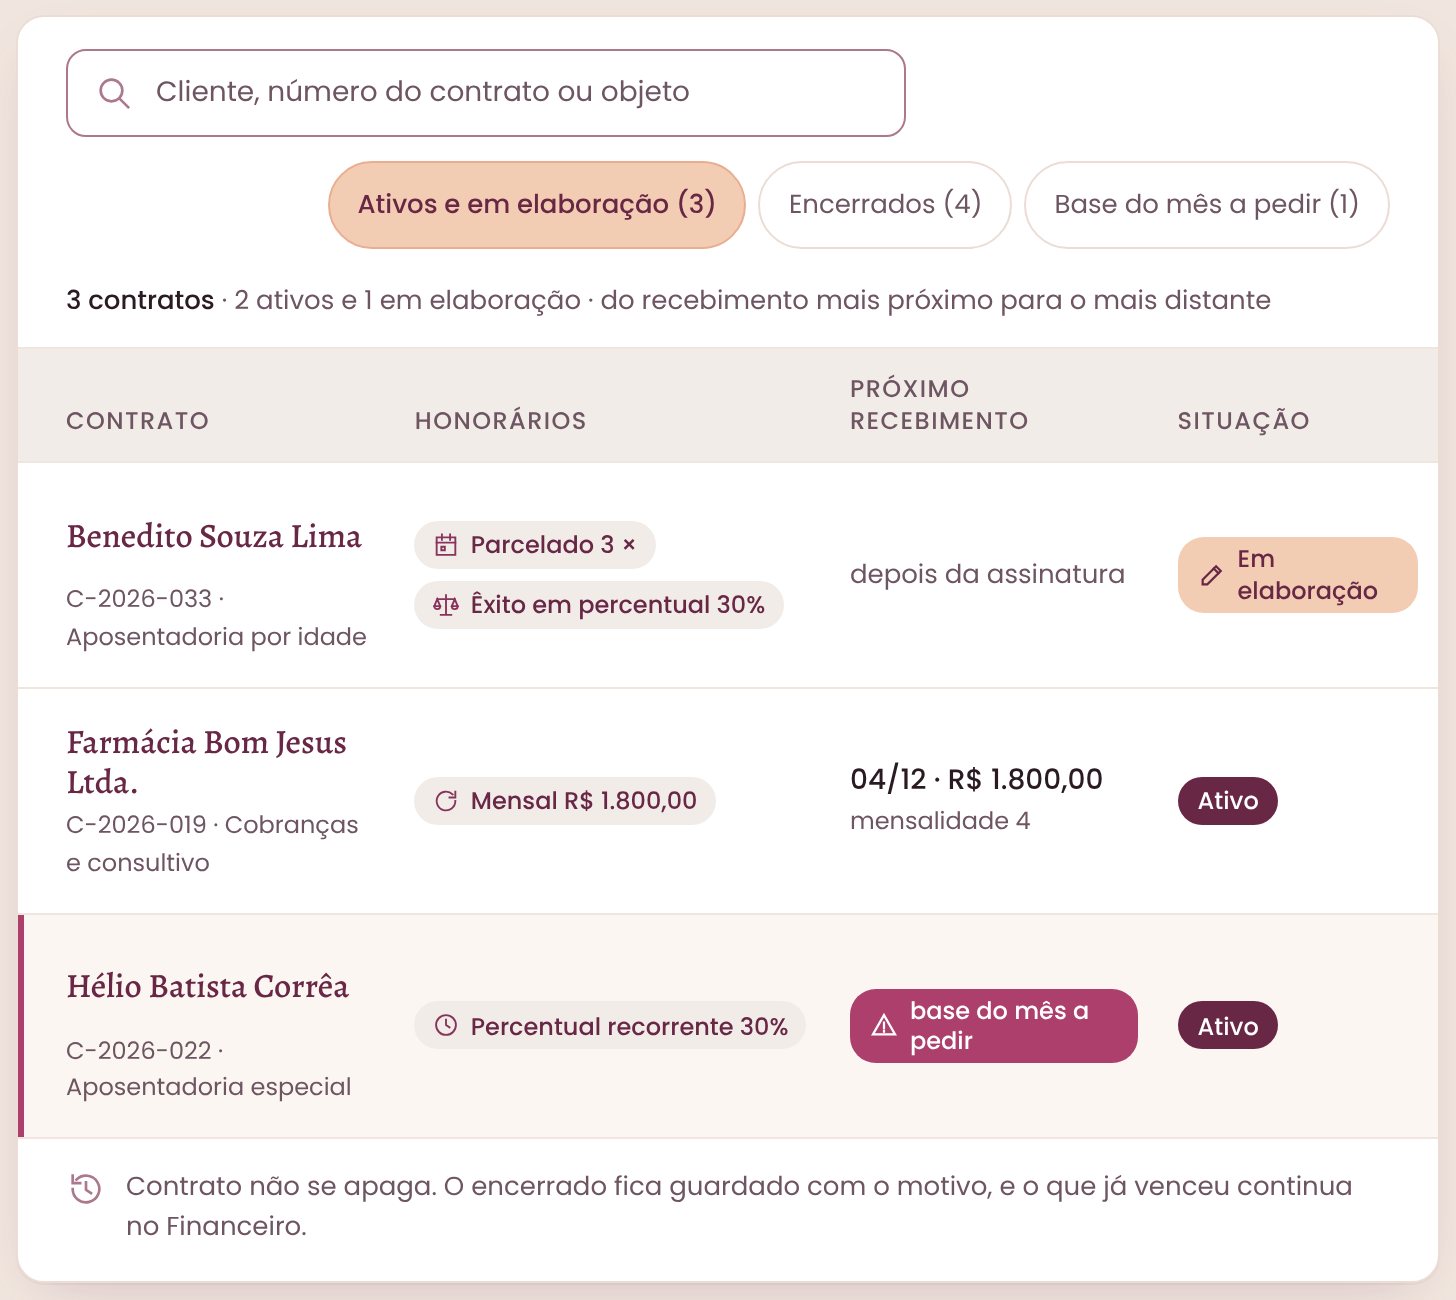 Cliente, número do contrato ou objeto
Ativos e em elaboração (3)
Encerrados (4)
Base do mês a pedir (1)
3 contratos · 2 ativos e 1 em elaboração · do recebimento mais próximo para o mais distante
CONTRATO
HONORÁRIOS
PRÓXIMO
RECEBIMENTO
SITUAÇÃO
Benedito Souza Lima
C-2026-033 ·
Aposentadoria por idade
Parcelado 3 ×
Êxito em percentual 30%
depois da assinatura
Em
elaboração
Farmácia Bom Jesus
Ltda.
C-2026-019 · Cobranças
e consultivo
Mensal R$ 1.800,00
04/12 · R$ 1.800,00
mensalidade 4
Ativo
Hélio Batista Corrêa
C-2026-022 ·
Aposentadoria especial
Percentual recorrente 30%
base do mês a
pedir
Ativo
Contrato não se apaga. O encerrado fica guardado com o motivo, e o que já venceu continua
no Financeiro.